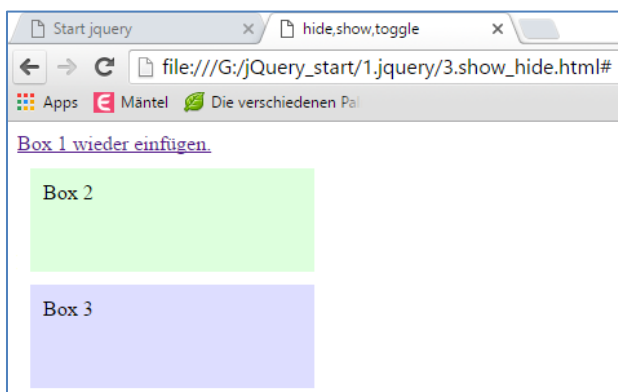 Start jquery
hide,show,toggle
file:///G:/jQuery_start/1.jquery/3.show_hide.html#
Apps Mäntel Die verschiedenen Pal
Box 1 wieder einfügen.
Box 2
Box 3